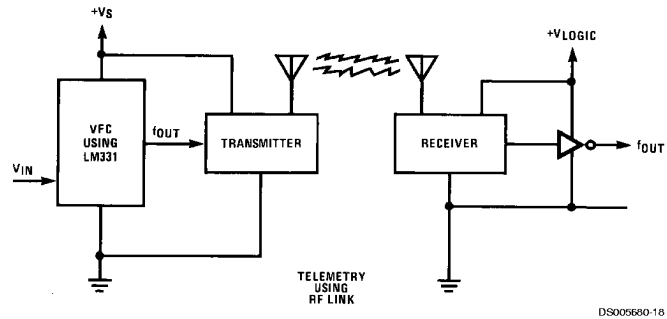 +VS
+VLOGIC
VFC
USING
LM331
fOUT
TRANSMITTER
RECEIVER
fOUT
VIN
TELEMETRY
USING
RF LINK
DS005680-18